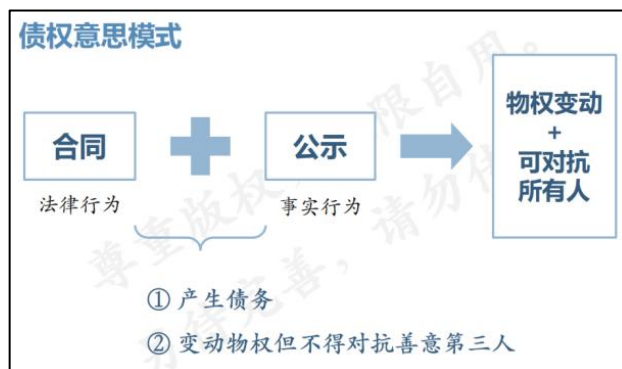 债权意思模式
合同
公示
物权变动
+
可对抗
所有人
法律行为
事实行为
① 产生债务
② 变动物权但不得对抗善意第三人